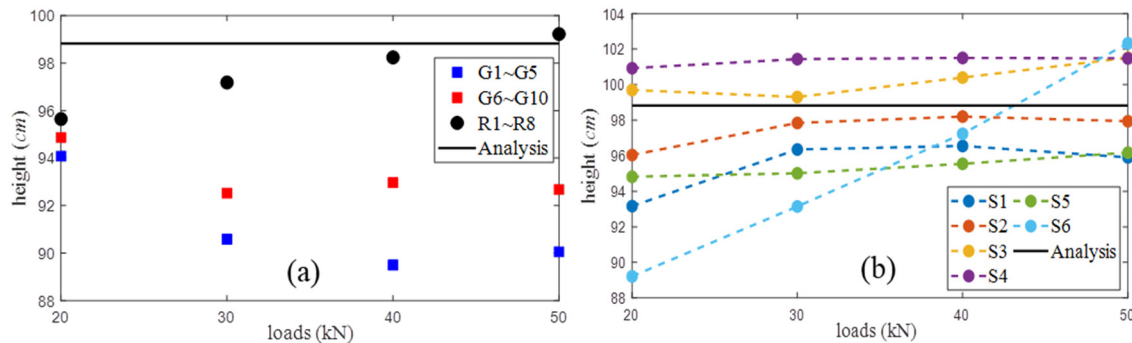 100
98
96
94
92
90
88
height (cm)
20
30
40
50
loads (kN)
G1~G5
G6~G10
R1~R8
Analysis
(a)
106
104
102
100
98
96
94
92
90
88
height (cm)
20
30
40
50
loads (kN)
S1
S2
S3
S4
S5
S6
Analysis
(b)